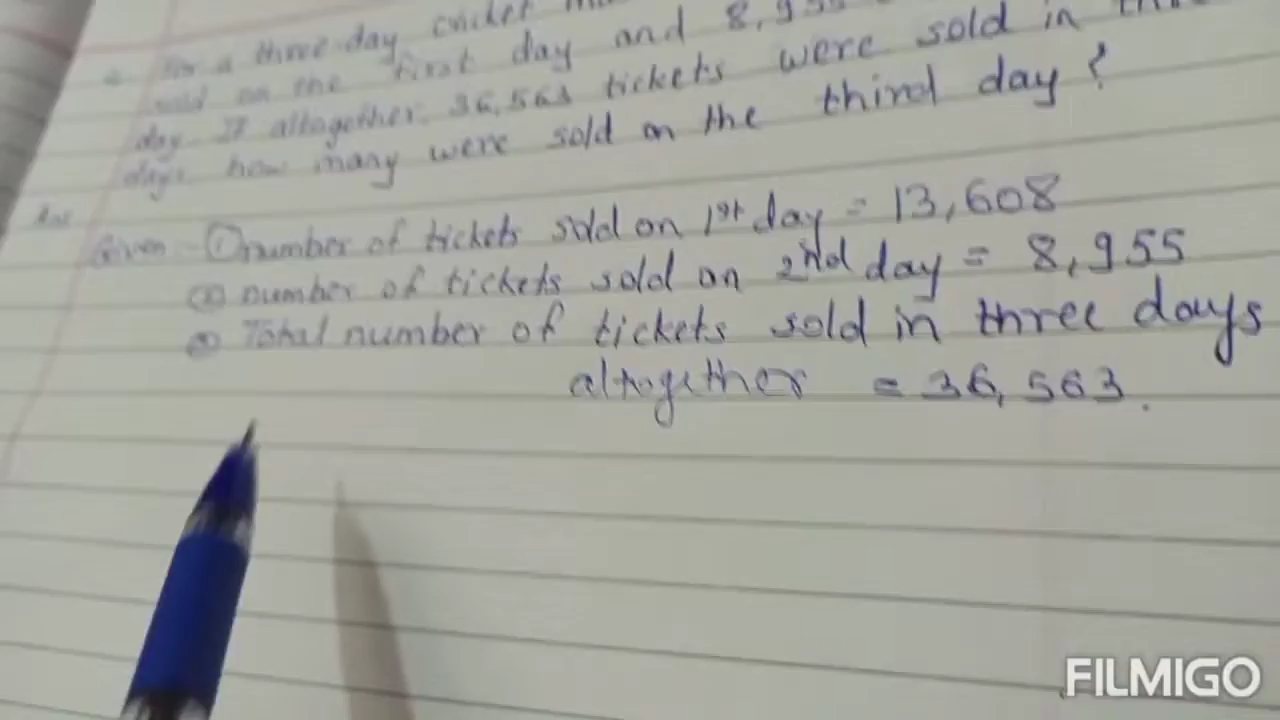 for a three-day cricket
sold on the first day and 8,955
day. If altogether 36,563 tickets were sold in three
days, how many were sold on the third day?
Ans
Given - ① number of tickets sold on 1st day = 13,608
② number of tickets sold on 2nd day = 8,955
③ Total number of tickets sold in three days
altogether = 36,563.
FILMIGO